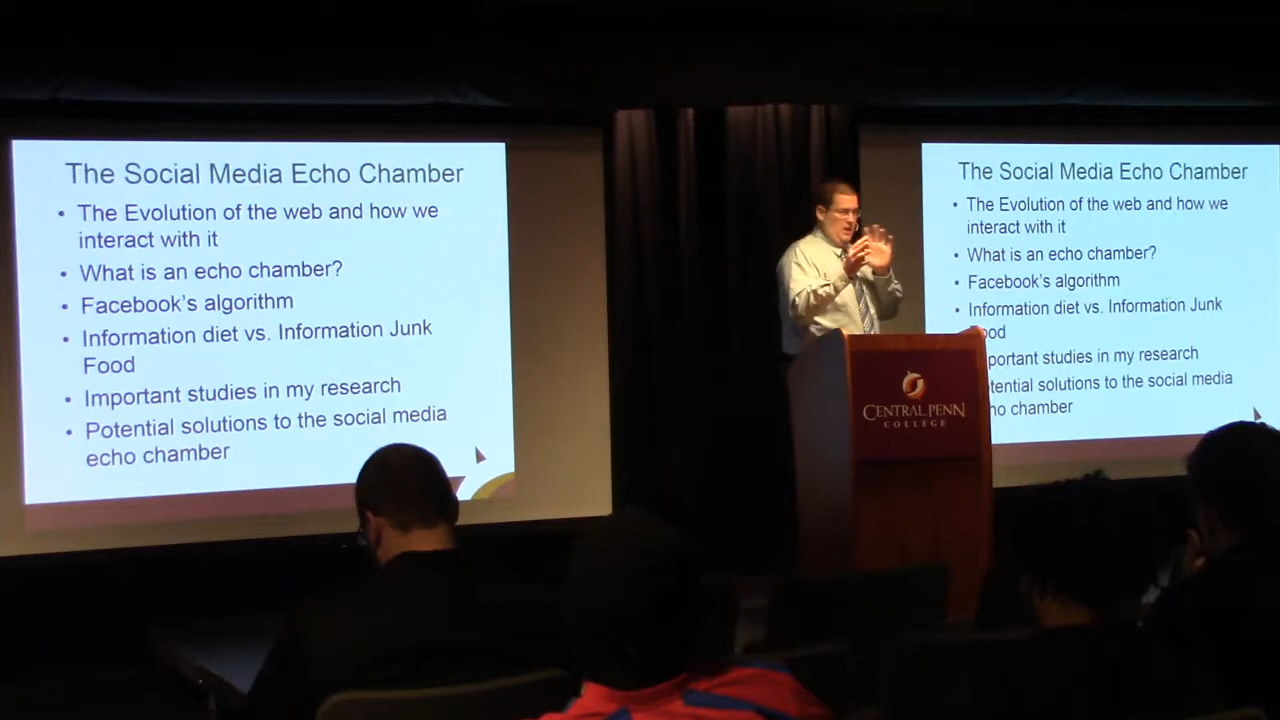 The Social Media Echo Chamber
• The Evolution of the web and how we
interact with it
• What is an echo chamber?
• Facebook's algorithm
• Information diet vs. Information Junk
Food
• Important studies in my research
• Potential solutions to the social media
echo chamber
CENTRAL PENN
COLLEGE
The Social Media Echo Chamber
• The Evolution of the web and how we
interact with it
• What is an echo chamber?
• Facebook's algorithm
• Information diet vs. Information Junk
ood
portant studies in my research
tential solutions to the social media
ho chamber